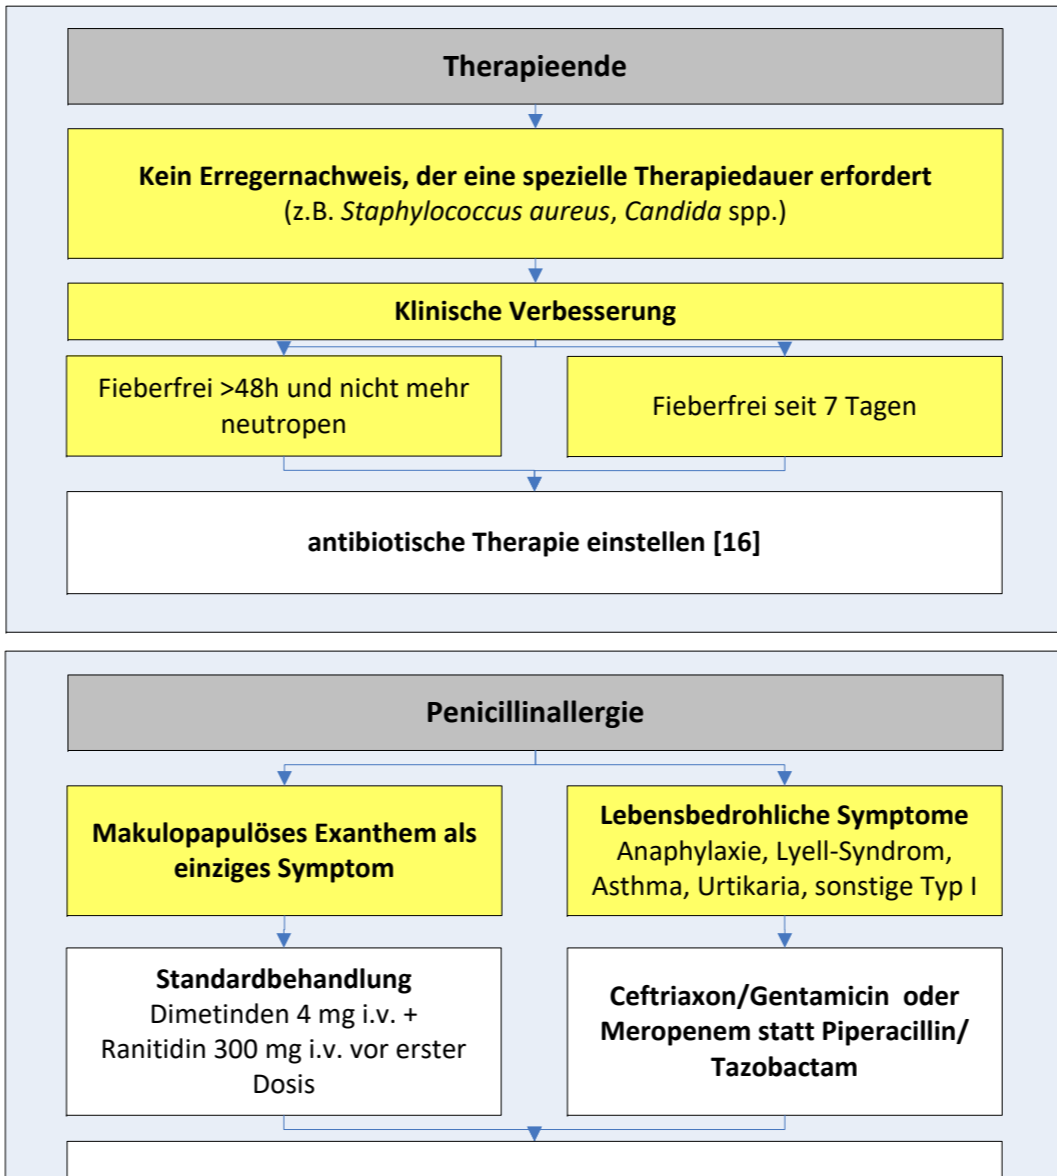 Therapieende
Kein Erregernachweis, der eine spezielle Therapiedauer erfordert
(z.B. Staphylococcus aureus, Candida spp.)
Klinische Verbesserung
Fieberfrei >48h und nicht mehr
neutropen
Fieberfrei seit 7 Tagen
antibiotische Therapie einstellen [16]
Penicillinallergie
Makulopapulöses Exanthem als
einziges Symptom
Lebensbedrohliche Symptome
Anaphylaxie, Lyell-Syndrom,
Asthma, Urtikaria, sonstige Typ I
Standardbehandlung
Dimetinden 4 mg i.v. +
Ranitidin 300 mg i.v. vor erster
Dosis
Ceftriaxon/Gentamicin oder
Meropenem statt Piperacillin/
Tazobactam